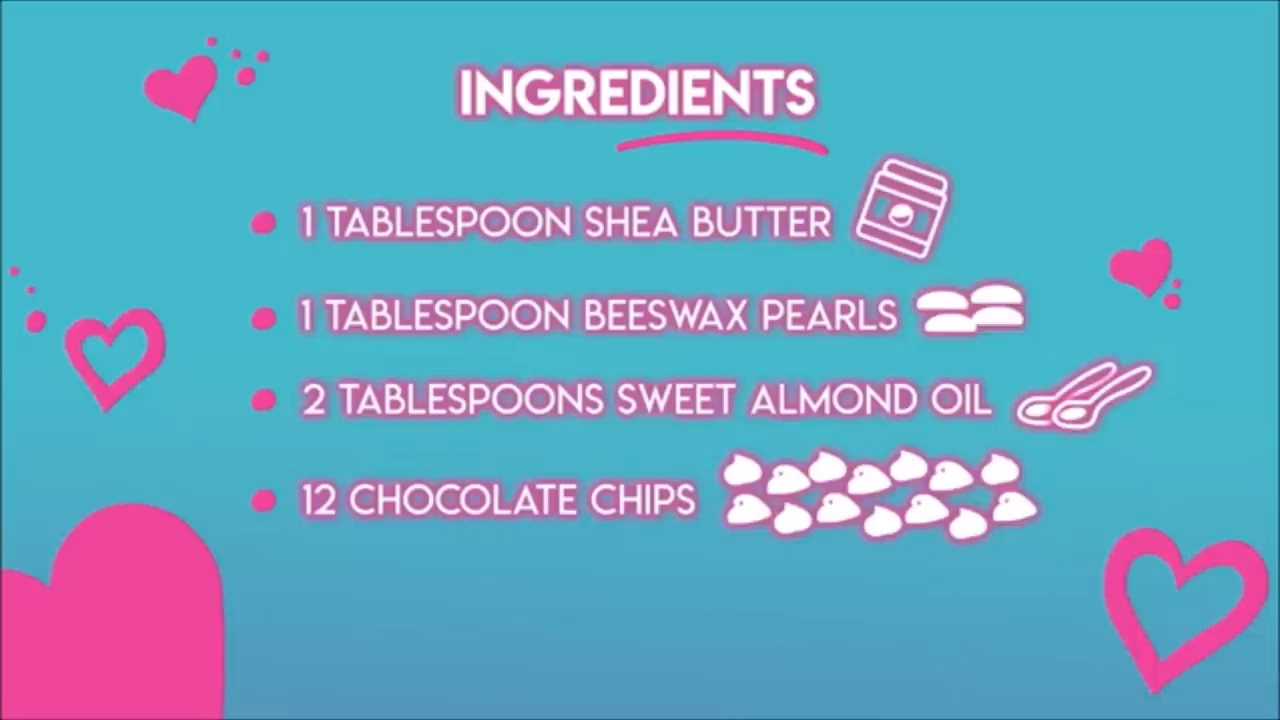 INGREDIENTS
1 TABLESPOON SHEA BUTTER
1 TABLESPOON BEESWAX PEARLS
2 TABLESPOONS SWEET ALMOND OIL
12 CHOCOLATE CHIPS